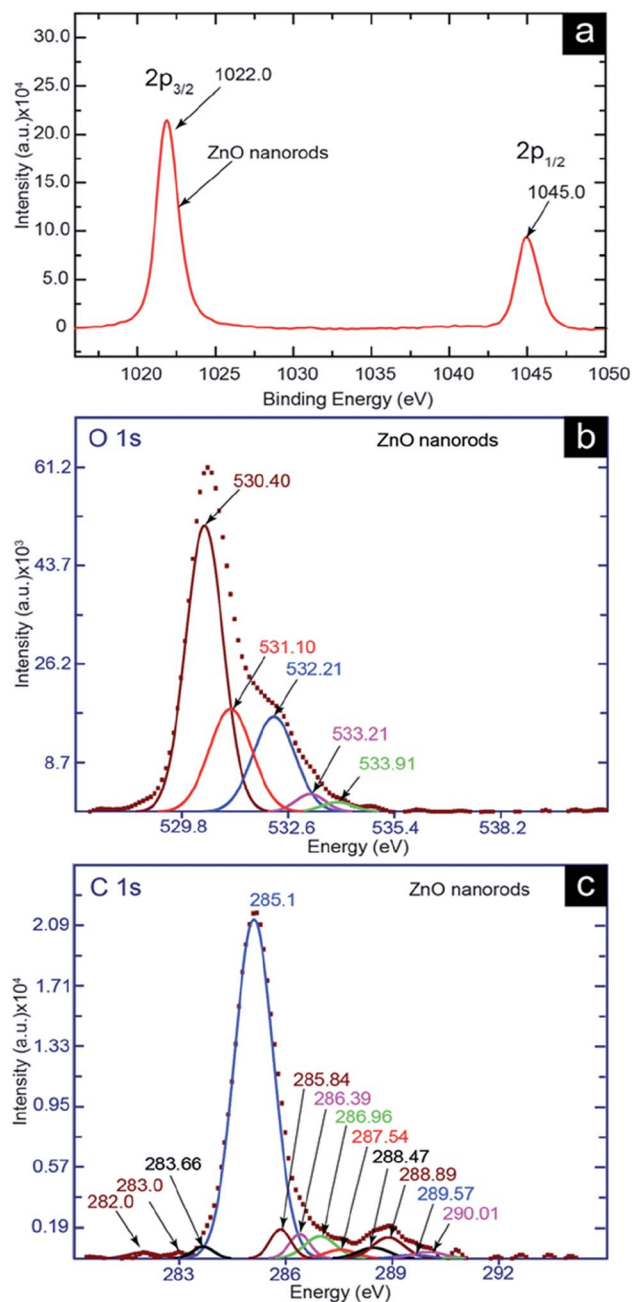 a
30.0
25.0
20.0
15.0
10.0
5.0
0
Intensity (a.u.)x10⁴
2p₃/₂
1022.0
ZnO nanorods
2p₁/₂
1045.0
1020 1025 1030 1035 1040 1045 1050
Binding Energy (eV)
b
O 1s
ZnO nanorods
61.2
43.7
26.2
8.7
Intensity (a.u.)x10³
530.40
531.10
532.21
533.21
533.91
529.8 532.6 535.4 538.2
Energy (eV)
c
C 1s
ZnO nanorods
2.09
1.71
1.33
0.95
0.57
0.19
Intensity (a.u.)x10⁴
285.1
285.84
286.39
286.96
287.54
288.47
288.89
289.57
290.01
283.66
283.0
282.0
283 286 289 292
Energy (eV)